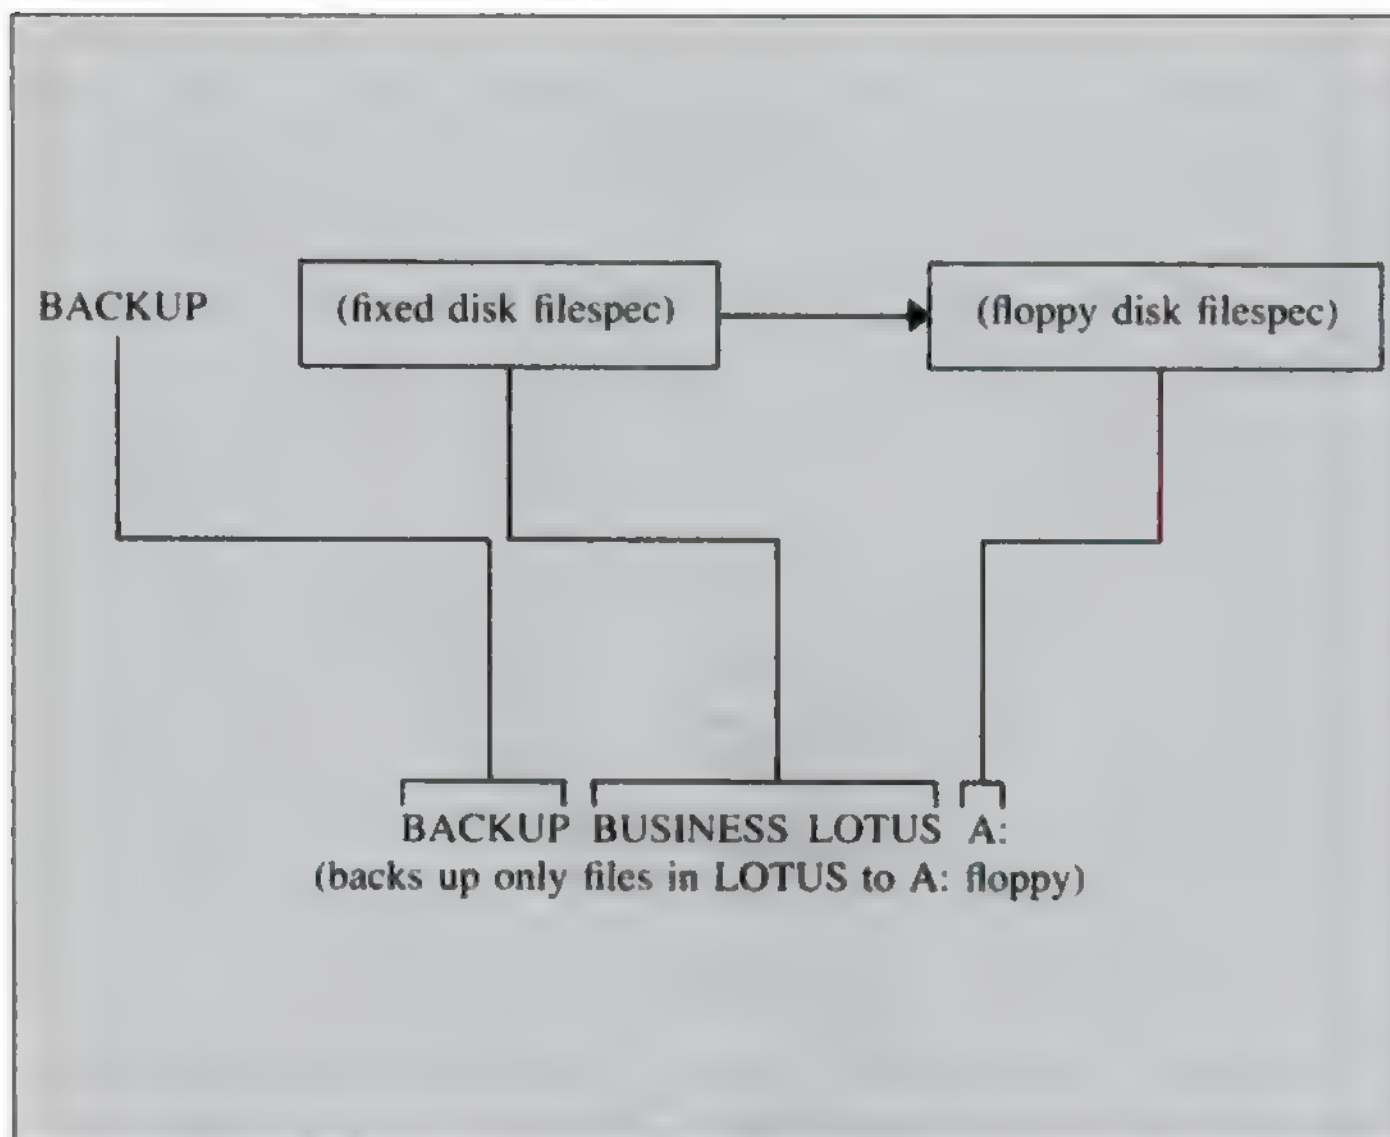 BACKUP (fixed disk filespec) (floppy disk filespec)
BACKUP BUSINESS LOTUS A:
(backs up only files in LOTUS to A: floppy)